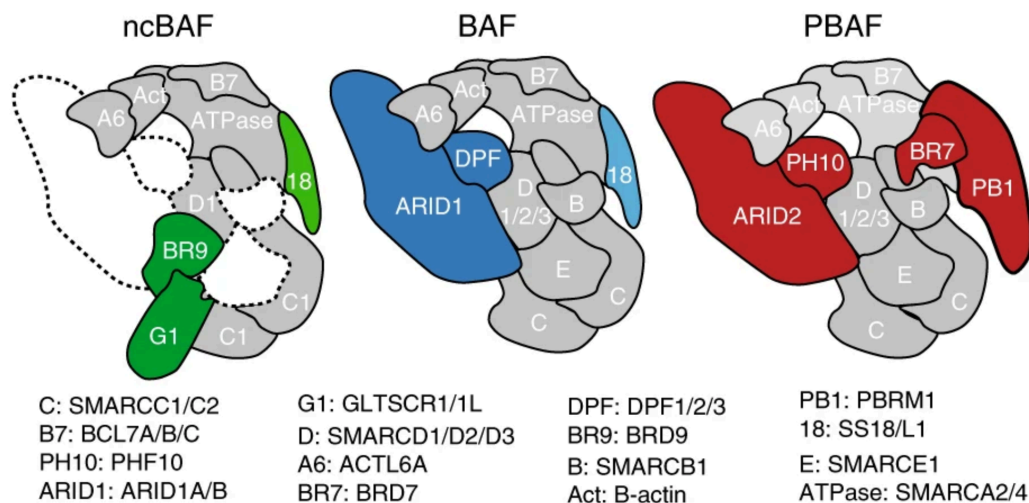 ncBAF BAF PBAF
B7
Act
A6
ATPase
18
D1
BR9
C1
G1
C1
B7
Act
A6
ATPase
DPF
18
ARID1
D
1/2/3
B
E
C
C
B7
Act
A6
ATPase
PH10
BR7
PB1
ARID2
D
1/2/3
B
E
C
C
C: SMARCC1/C2
B7: BCL7A/B/C
PH10: PHF10
ARID1: ARID1A/B
G1: GLTSCR1/1L
D: SMARCD1/D2/D3
A6: ACTL6A
BR7: BRD7
DPF: DPF1/2/3
BR9: BRD9
B: SMARCB1
Act: B-actin
PB1: PBRM1
18: SS18/L1
E: SMARCE1
ATPase: SMARCA2/4